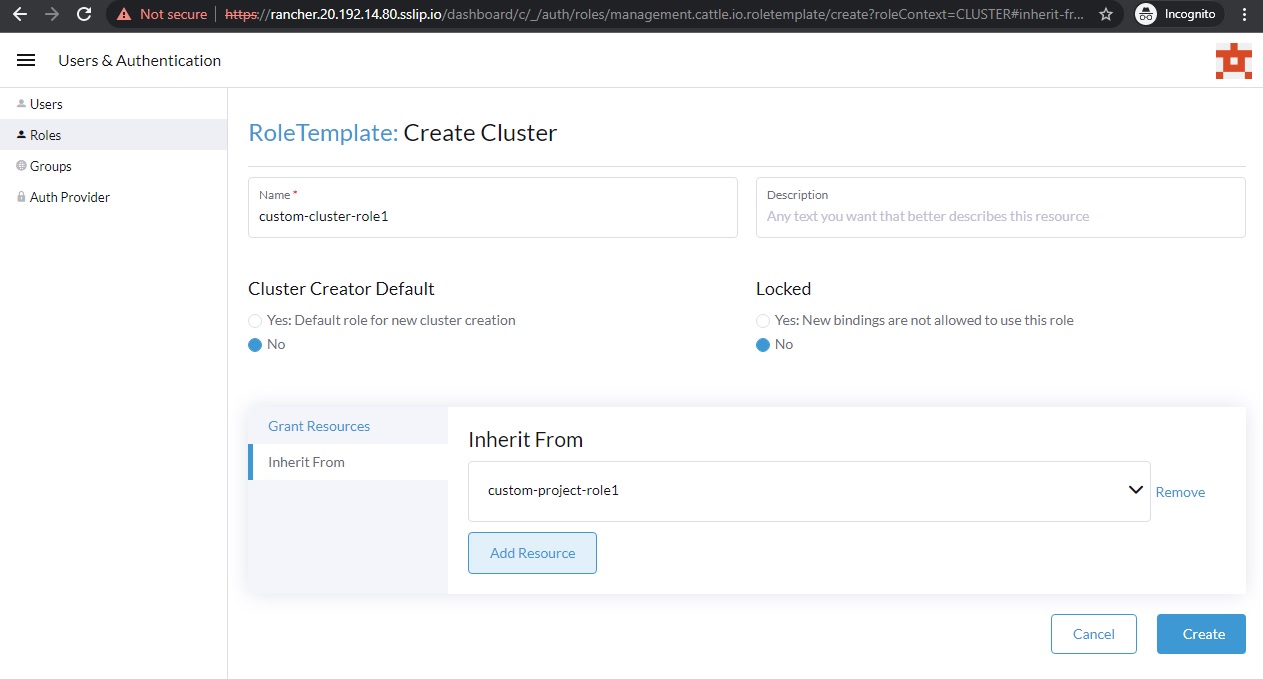 Not secure
https://rancher.20.192.14.80.sslip.io/dashboard/c/_/auth/roles/management.cattle.io.roletemplate/create?roleContext=CLUSTER#inherit-fr...
Incognito
Users & Authentication
Users
Roles
Groups
Auth Provider
RoleTemplate: Create Cluster
Name *
custom-cluster-role1
Description
Any text you want that better describes this resource
Cluster Creator Default
Yes: Default role for new cluster creation
No
Locked
Yes: New bindings are not allowed to use this role
No
Grant Resources
Inherit From
Inherit From
custom-project-role1
Remove
Add Resource
Cancel
Create